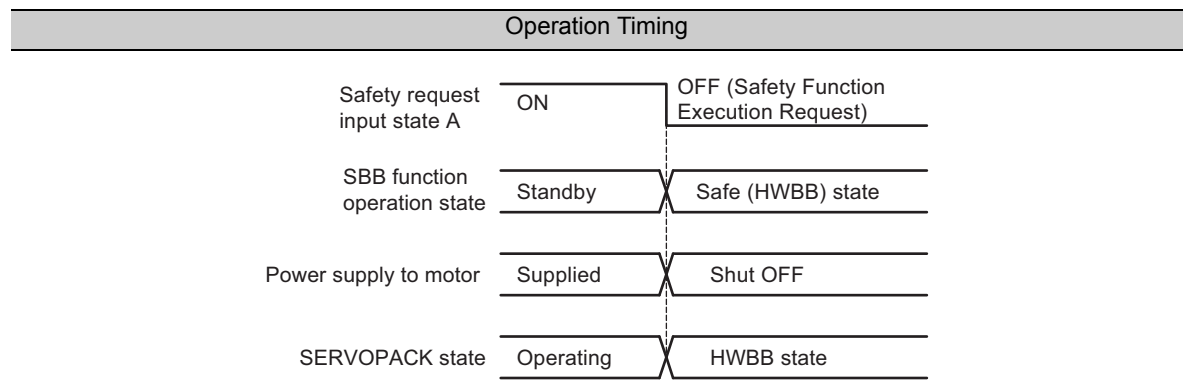 Operation Timing
Safety request
input state A
ON
OFF (Safety Function
Execution Request)
SBB function
operation state
Standby
Safe (HWBB) state
Power supply to motor
Supplied
Shut OFF
SERVOPACK state
Operating
HWBB state